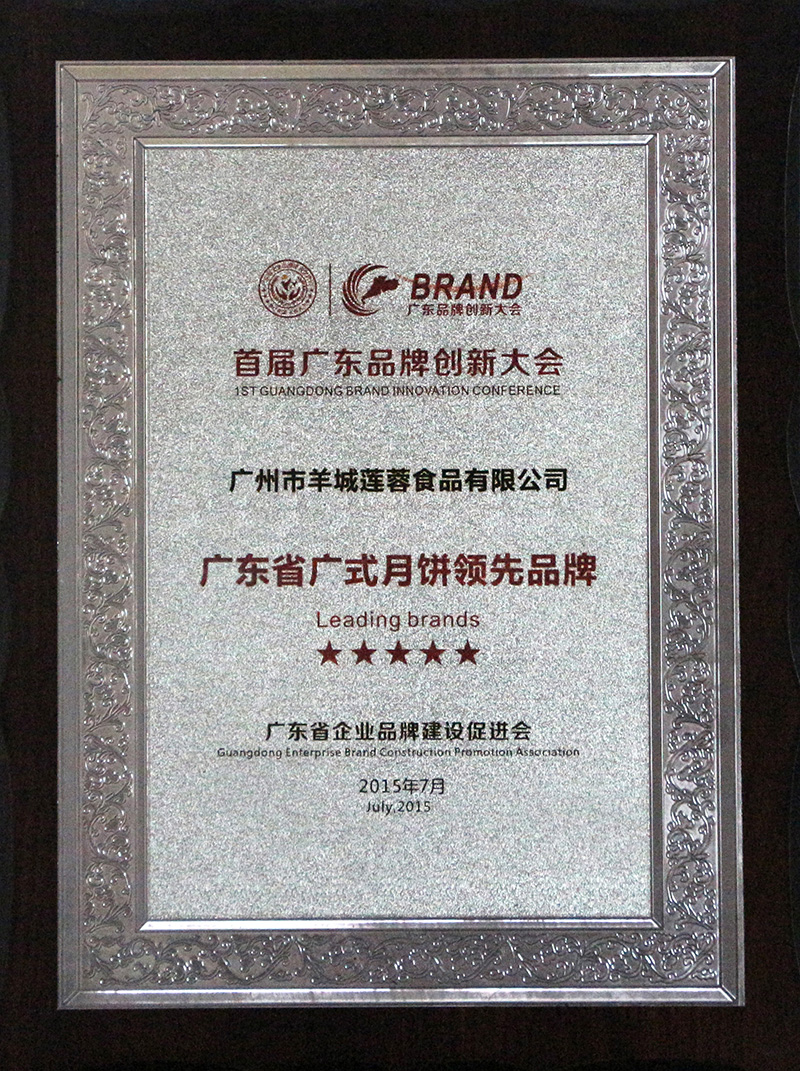 BRAND
广东品牌创新大会
首届广东品牌创新大会
1ST GUANGDONG BRAND INNOVATION CONFERENCE
广州市羊城莲蓉食品有限公司
广东省广式月饼领先品牌
Leading brands
★★★★★
广东省企业品牌建设促进会
Guangdong Enterprise Brand Construction Promotion Association
2015年7月
July,2015